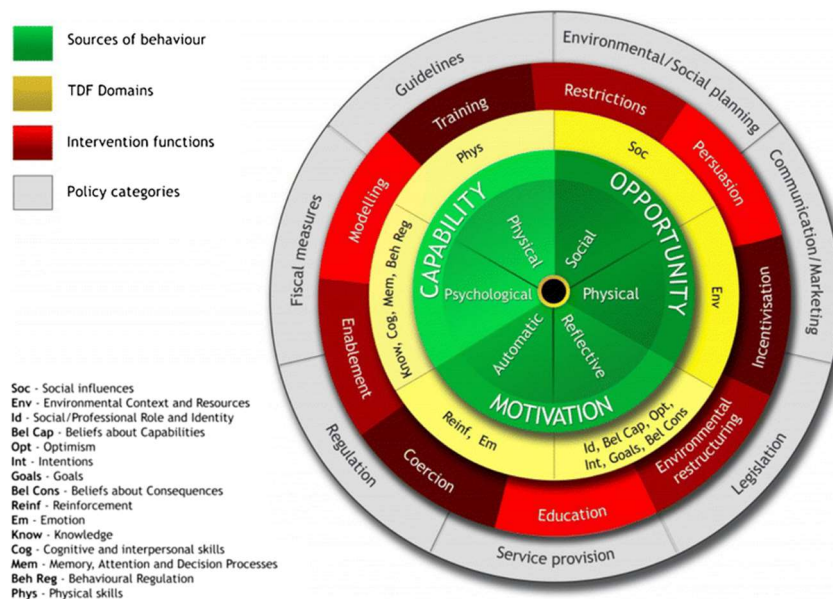 Sources of behaviour
TDF Domains
Intervention functions
Policy categories
Soc - Social influences
Env - Environmental Context and Resources
Id - Social/Professional Role and Identity
Bel Cap - Beliefs about Capabilities
Opt - Optimism
Int - Intentions
Goals - Goals
Bel Cons - Beliefs about Consequences
Reinf - Reinforcement
Em - Emotion
Know - Knowledge
Cog - Cognitive and interpersonal skills
Mem - Memory, Attention and Decision Processes
Beh Reg - Behavioural Regulation
Phys - Physical skills
Guidelines
Environmental/Social planning
Communication/Marketing
Legislation
Service provision
Regulation
Fiscal measures
Training
Restrictions
Persuasion
Incentivisation
Environmental
restructuring
Education
Coercion
Enablement
Modelling
Phys
Soc
Env
Id, Bel Cap, Opt,
Int, Goals, Bel Cons
Reinf, Em
Know, Cog, Mem, Beh Reg
CAPABILITY
OPPORTUNITY
MOTIVATION
Physical
Social
Physical
Reflective
Automatic
Psychological